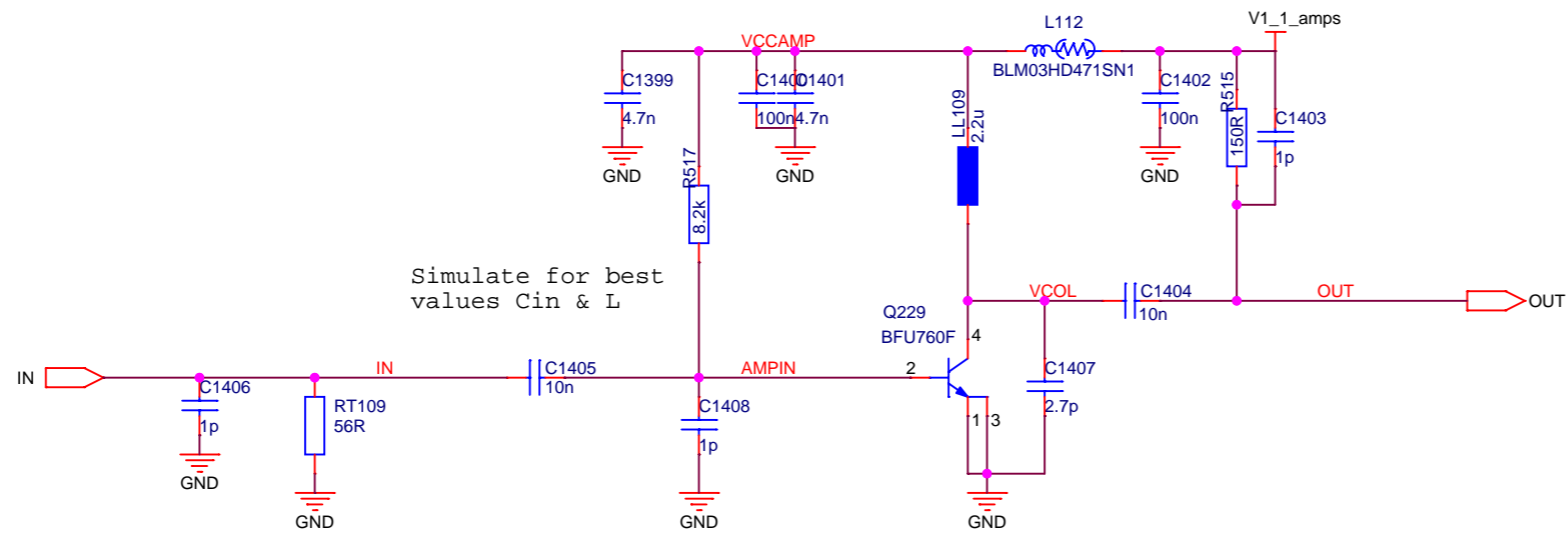 L112
V1_1_amps
VCCAMP
BLM03HD471SN1
C1399
4.7n
GND
C1400
100n
C1401
4.7n
GND
LL109
2.2u
C1402
100n
GND
R515
150R
C1403
1p
R517
8.2k
Simulate for best
values Cin & L
VCOL
C1404
10n
OUT
OUT
Q229
BFU760F
4
2
1
3
C1407
2.7p
GND
IN
IN
C1405
10n
AMPIN
C1406
1p
GND
RT109
56R
GND
C1408
1p
GND